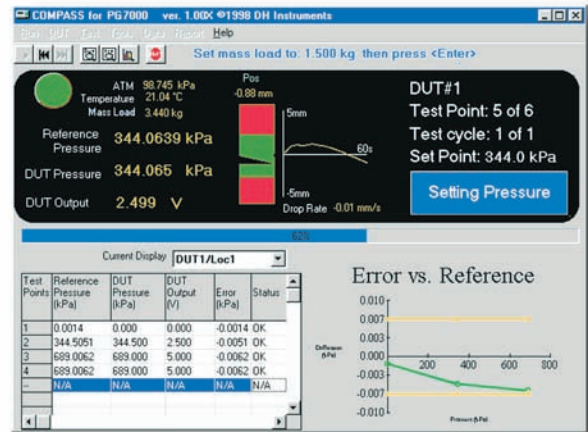 COMPASS for PG7000 ver. 1.00X ©1998 DH Instruments
Run DUT Test Tools Data Report Help
Set mass load to: 1.500 kg then press <Enter>
ATM 98.745 kPa
Temperature 21.04 °C
Mass Load 3.440 kg
Reference Pressure 344.0639 kPa
DUT Pressure 344.065 kPa
DUT Output 2.499 V
Pos
-0.88 mm
5mm
60s
-5mm
Drop Rate -0.01 mm/s
DUT#1
Test Point: 5 of 6
Test cycle: 1 of 1
Set Point: 344.0 kPa
Setting Pressure
62%
Current Display DUT1/Loc1
Test Points Reference Pressure (kPa) DUT Pressure (kPa) DUT Output (V) Error (kPa) Status
1 0.0014 0.000 0.000 -0.0014 OK
2 344.5051 344.500 2.500 -0.0051 OK
3 689.0062 689.000 5.000 -0.0062 OK
4 689.0062 689.000 5.000 -0.0062 OK
-- N/A N/A N/A N/A N/A
Error vs. Reference
0.010
0.007
0.003
0.000
-0.003
-0.007
-0.010
200 400 600 800
Pressure (kPa)